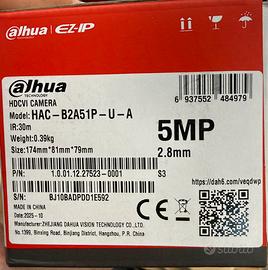 alhua EZ-IP
6 937552 484979
alhua
TECHNOLOGY
HDCVI CAMERA
HAC-B2A51P-U-A
IR:30m
Weight:0.39kg
Size:174mm*81mm*79mm
5MP
2.8mm
https://dah6.com/veqdwp
P/N: 1.0.01.12.27523-0001 S3
S/N: BJ10BADPDD1E592
Date: 2025-10
MADE IN CHINA
Manufacturer: ZHEJIANG DAHUA VISION TECHNOLOGY CO., LTD.
No.1399, Binxing Road, Binjiang District, Hangzhou, P.R. China
subito